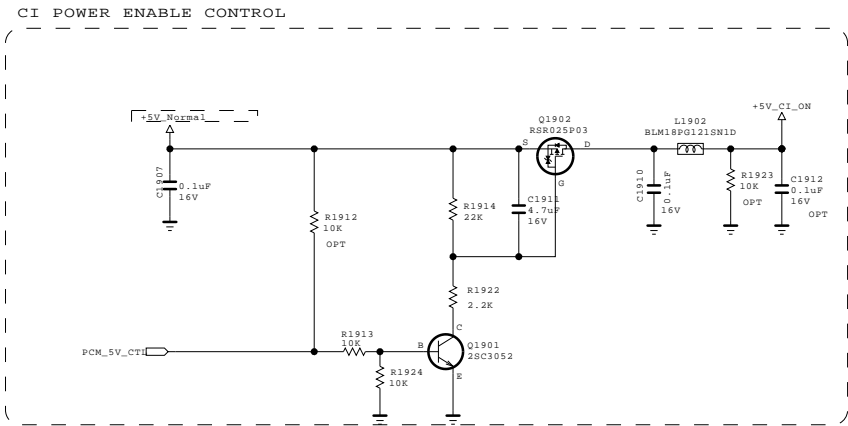 CI POWER ENABLE CONTROL
+5V_Normal
Q1902
RSR025P03
S
D
G
L1902
BLM18PG121SN1D
+5V_CI_ON
C1907
0.1uF
16V
R1912
10K
OPT
R1914
22K
C1911
4.7uF
16V
C1910
0.1uF
16V
R1923
10K
OPT
C1912
0.1uF
16V
OPT
R1922
2.2K
PCM_5V_CTL
R1913
10K
R1924
10K
B
C
E
Q1901
2SC3052